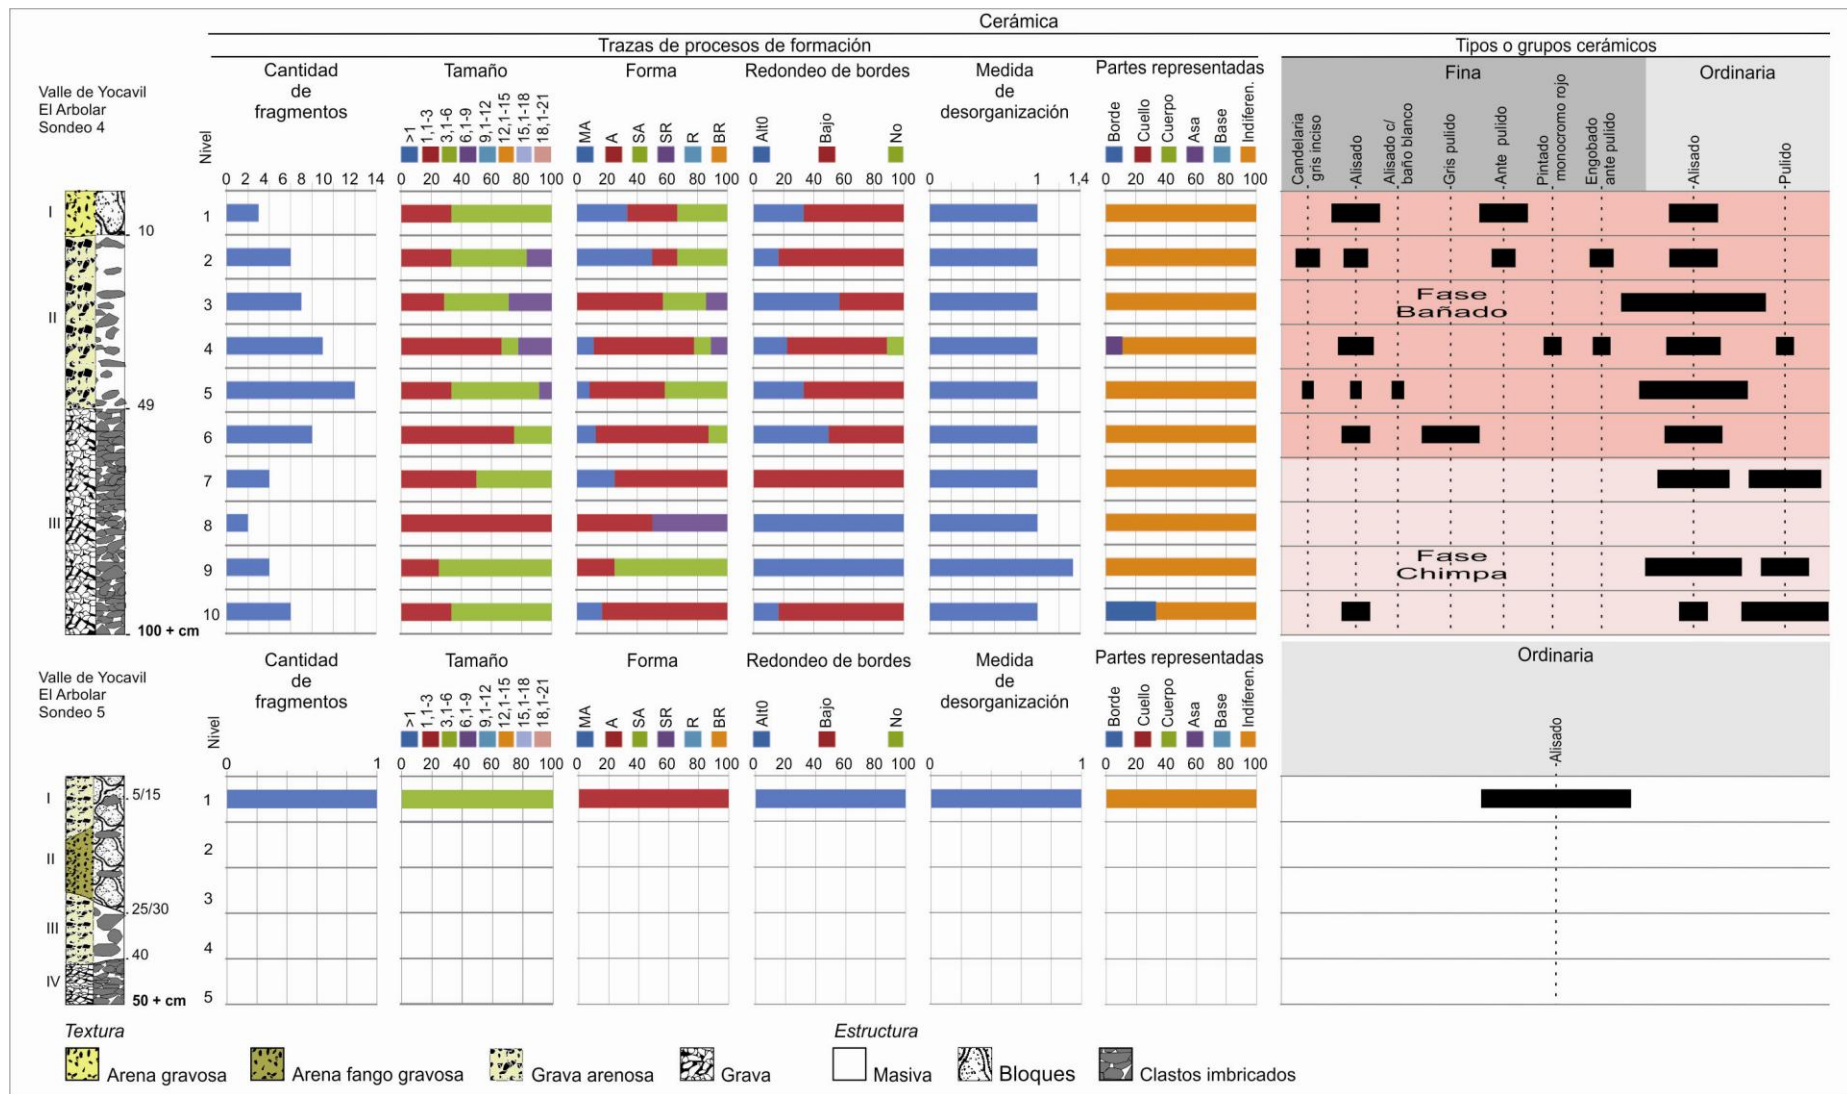 Cerámica
Trazas de procesos de formación
Tipos o grupos cerámicos
Valle de Yocavil
El Arbolar
Sondeo 4
Nivel
Cantidad
de
fragmentos
Tamaño
>1
1,1-3
3,1-6
6,1-9
9,1-12
12,1-15
15,1-18
18,1-21
Forma
MA
A
SA
SR
R
BR
Redondeo de bordes
Alt0
Bajo
No
Medida
de
desorganización
Partes representadas
Borde
Cuello
Cuerpo
Asa
Base
Indiferen.
Fina
Ordinaria
Candelaria
gris inciso
Alisado
Alisado c/
baño blanco
Gris pulido
Ante pulido
Pintado
monocromo rojo
Engobado
ante pulido
Alisado
Pulido
0 2 4 6 8 10 12 14
0 20 40 60 80 100
0 20 40 60 80 100
0 20 40 60 80 100
0 1 1,4
0 20 40 60 80 100
I
10
II
49
III
100 + cm
1
2
3
4
5
6
7
8
9
10
Fase
Bañado
Fase
Chimpa
Valle de Yocavil
El Arbolar
Sondeo 5
Nivel
Cantidad
de
fragmentos
Tamaño
>1
1,1-3
3,1-6
6,1-9
9,1-12
12,1-15
15,1-18
18,1-21
Forma
MA
A
SA
SR
R
BR
Redondeo de bordes
Alt0
Bajo
No
Medida
de
desorganización
Partes representadas
Borde
Cuello
Cuerpo
Asa
Base
Indiferen.
Ordinaria
Alisado
0 1
0 20 40 60 80 100
0 20 40 60 80 100
0 20 40 60 80 100
0 1
0 20 40 60 80 100
I
5/15
II
25/30
III
40
IV
50 + cm
1
2
3
4
5
Textura
Estructura
Arena gravosa
Arena fango gravosa
Grava arenosa
Grava
Masiva
Bloques
Clastos imbricados